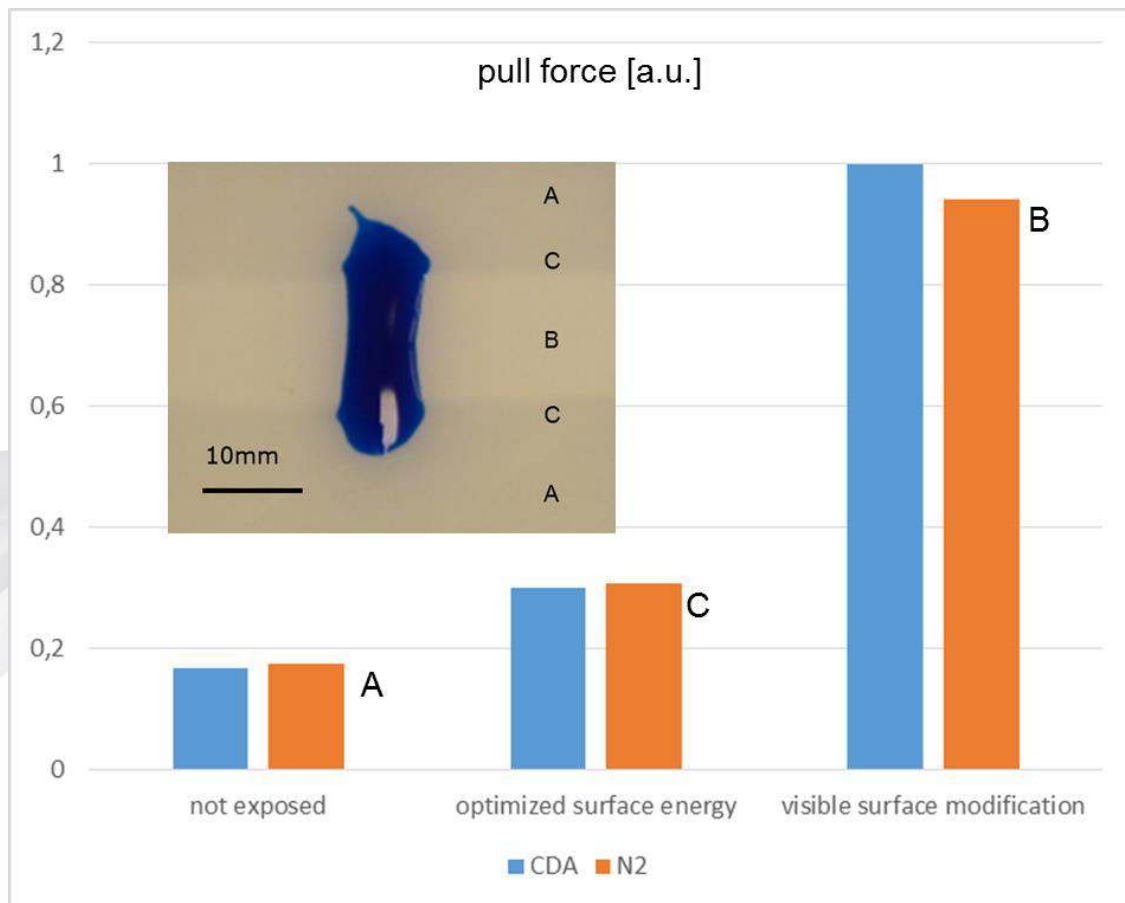 1,2
pull force [a.u.]
1
0,8
0,6
0,4
0,2
0
A
C
B
C
A
10mm
A
C
B
not exposed
optimized surface energy
visible surface modification
CDA
N2